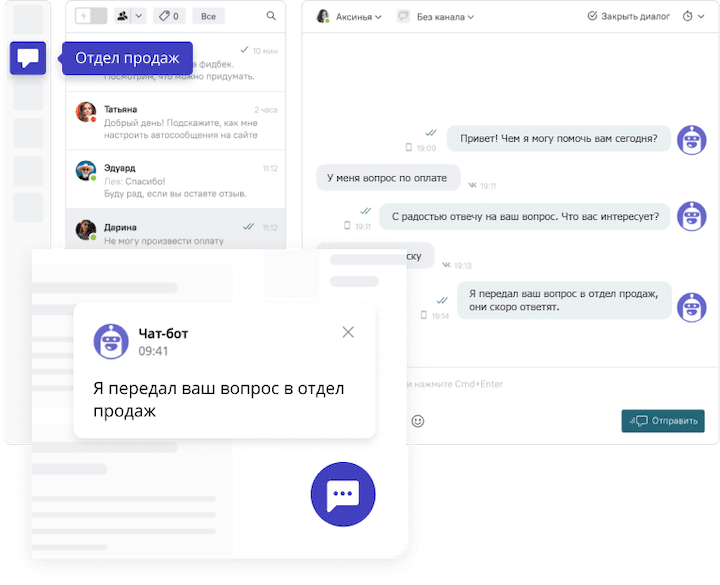 0
Все
Отдел продаж
10 мин
фидбек.
Посмотрим, что можно придумать.
Татьяна
2 часа
Добрый день! Подскажите, как мне
настроить автосообщения на сайте
Эдуард
11:12
Лев: Спасибо!
Буду рад, если вы оставте отзыв.
Дарина
11:12
Не могу произвести оплату
Аксинья
Без канала
Закрыть диалог
Привет! Чем я могу помочь вам сегодня?
19:09
У меня вопрос по оплате
19:11
С радостью отвечу на ваш вопрос. Что вас интересует?
19:11
ску
19:13
Я передал ваш вопрос в отдел продаж,
они скоро ответят.
19:14
и нажмите Cmd+Enter
Отправить
Чат-бот
09:41
Я передал ваш вопрос в отдел
продаж